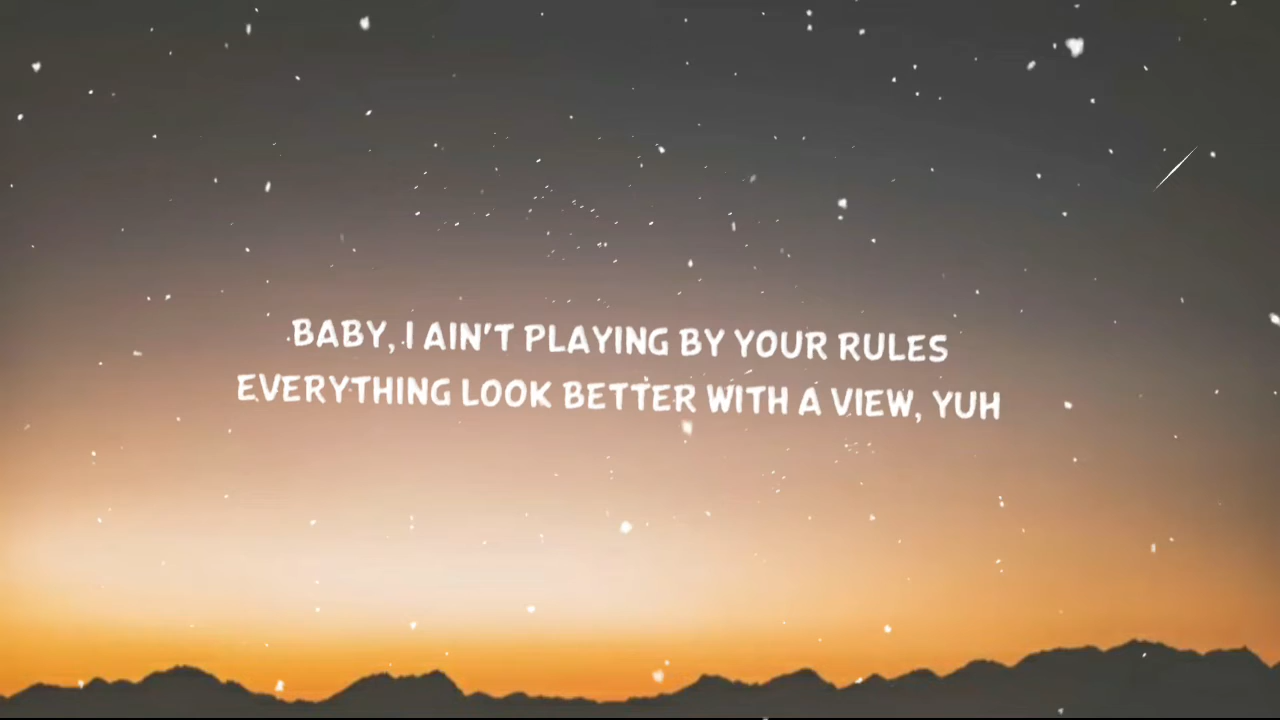 BABY, I AIN'T PLAYING BY YOUR RULES
EVERYTHING LOOK BETTER WITH A VIEW, YUH